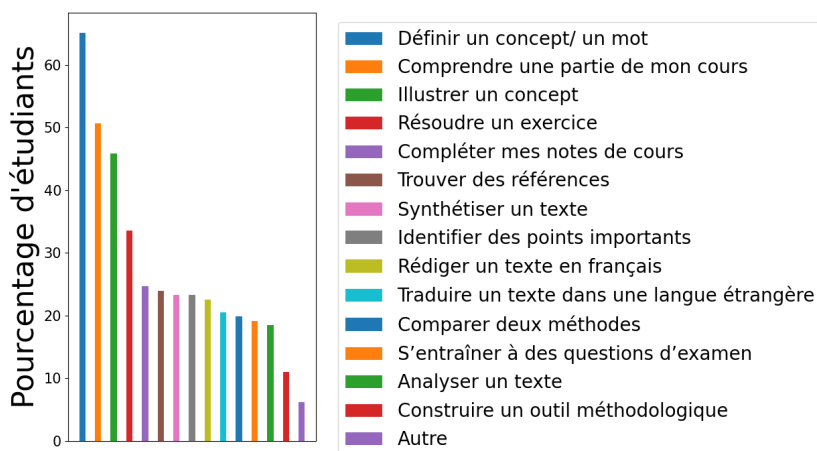 Pourcentage d'étudiants
60
50
40
30
20
10
0
Définir un concept/ un mot
Comprendre une partie de mon cours
Illustrer un concept
Résoudre un exercice
Compléter mes notes de cours
Trouver des références
Synthétiser un texte
Identifier des points importants
Rédiger un texte en français
Traduire un texte dans une langue étrangère
Comparer deux méthodes
S’entraîner à des questions d’examen
Analyser un texte
Construire un outil méthodologique
Autre